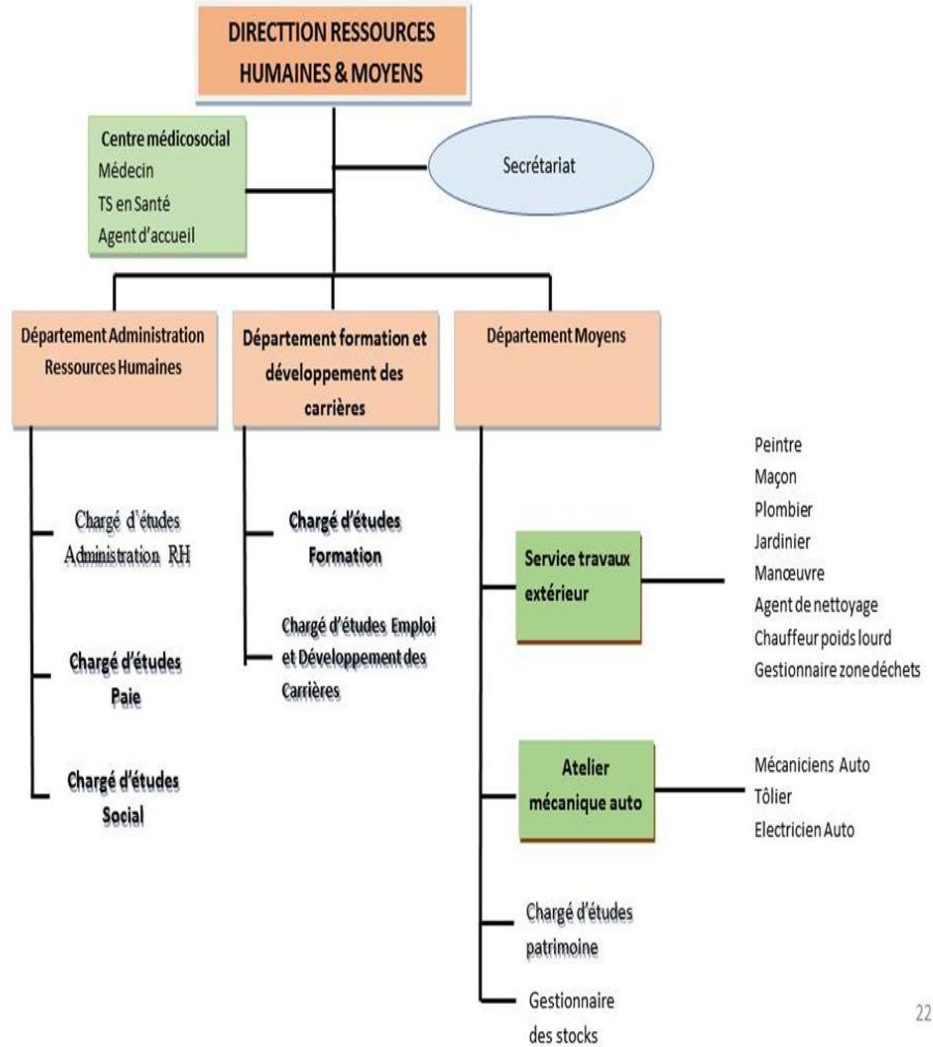 DIRECTTION RESSOURCES
HUMAINES & MOYENS
Centre médicosocial
Médecin
TS en Santé
Agent d'accueil
Secrétariat
Département Administration
Ressources Humaines
Département formation et
développement des
carrières
Département Moyens
Chargé d'études
Administration RH
Chargé d'études
Paie
Chargé d'études
Social
Chargé d'études
Formation
Chargé d'études Emploi
et Développement des
Carrières
Service travaux
extérieur
Peintre
Maçon
Plombier
Jardinier
Manœuvre
Agent de nettoyage
Chauffeur poids lourd
Gestionnaire zone déchets
Atelier
mécanique auto
Mécaniciens Auto
Tôlier
Electricien Auto
Chargé d'études
patrimoine
Gestionnaire
des stocks
22